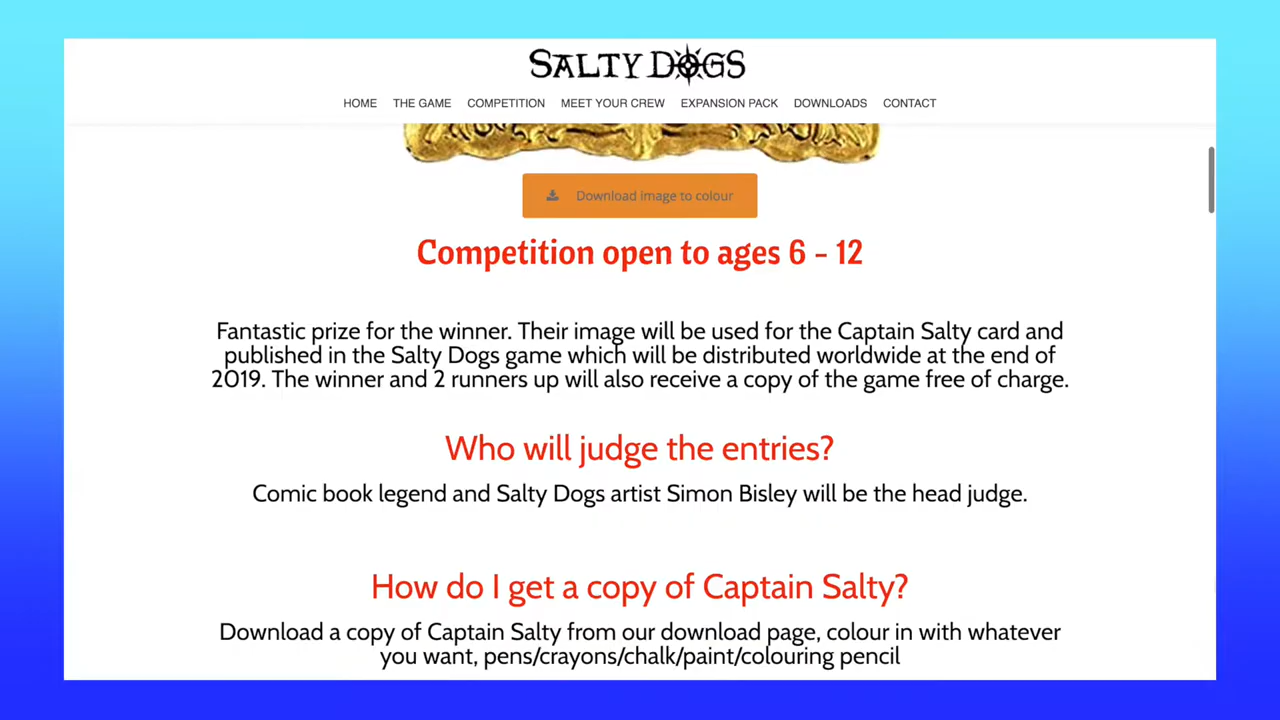 SALTY DOGS
HOME THE GAME COMPETITION MEET YOUR CREW EXPANSION PACK DOWNLOADS CONTACT
Download image to colour
Competition open to ages 6 - 12
Fantastic prize for the winner. Their image will be used for the Captain Salty card and
published in the Salty Dogs game which will be distributed worldwide at the end of
2019. The winner and 2 runners up will also receive a copy of the game free of charge.
Who will judge the entries?
Comic book legend and Salty Dogs artist Simon Bisley will be the head judge.
How do I get a copy of Captain Salty?
Download a copy of Captain Salty from our download page, colour in with whatever
you want, pens/crayons/chalk/paint/colouring pencil